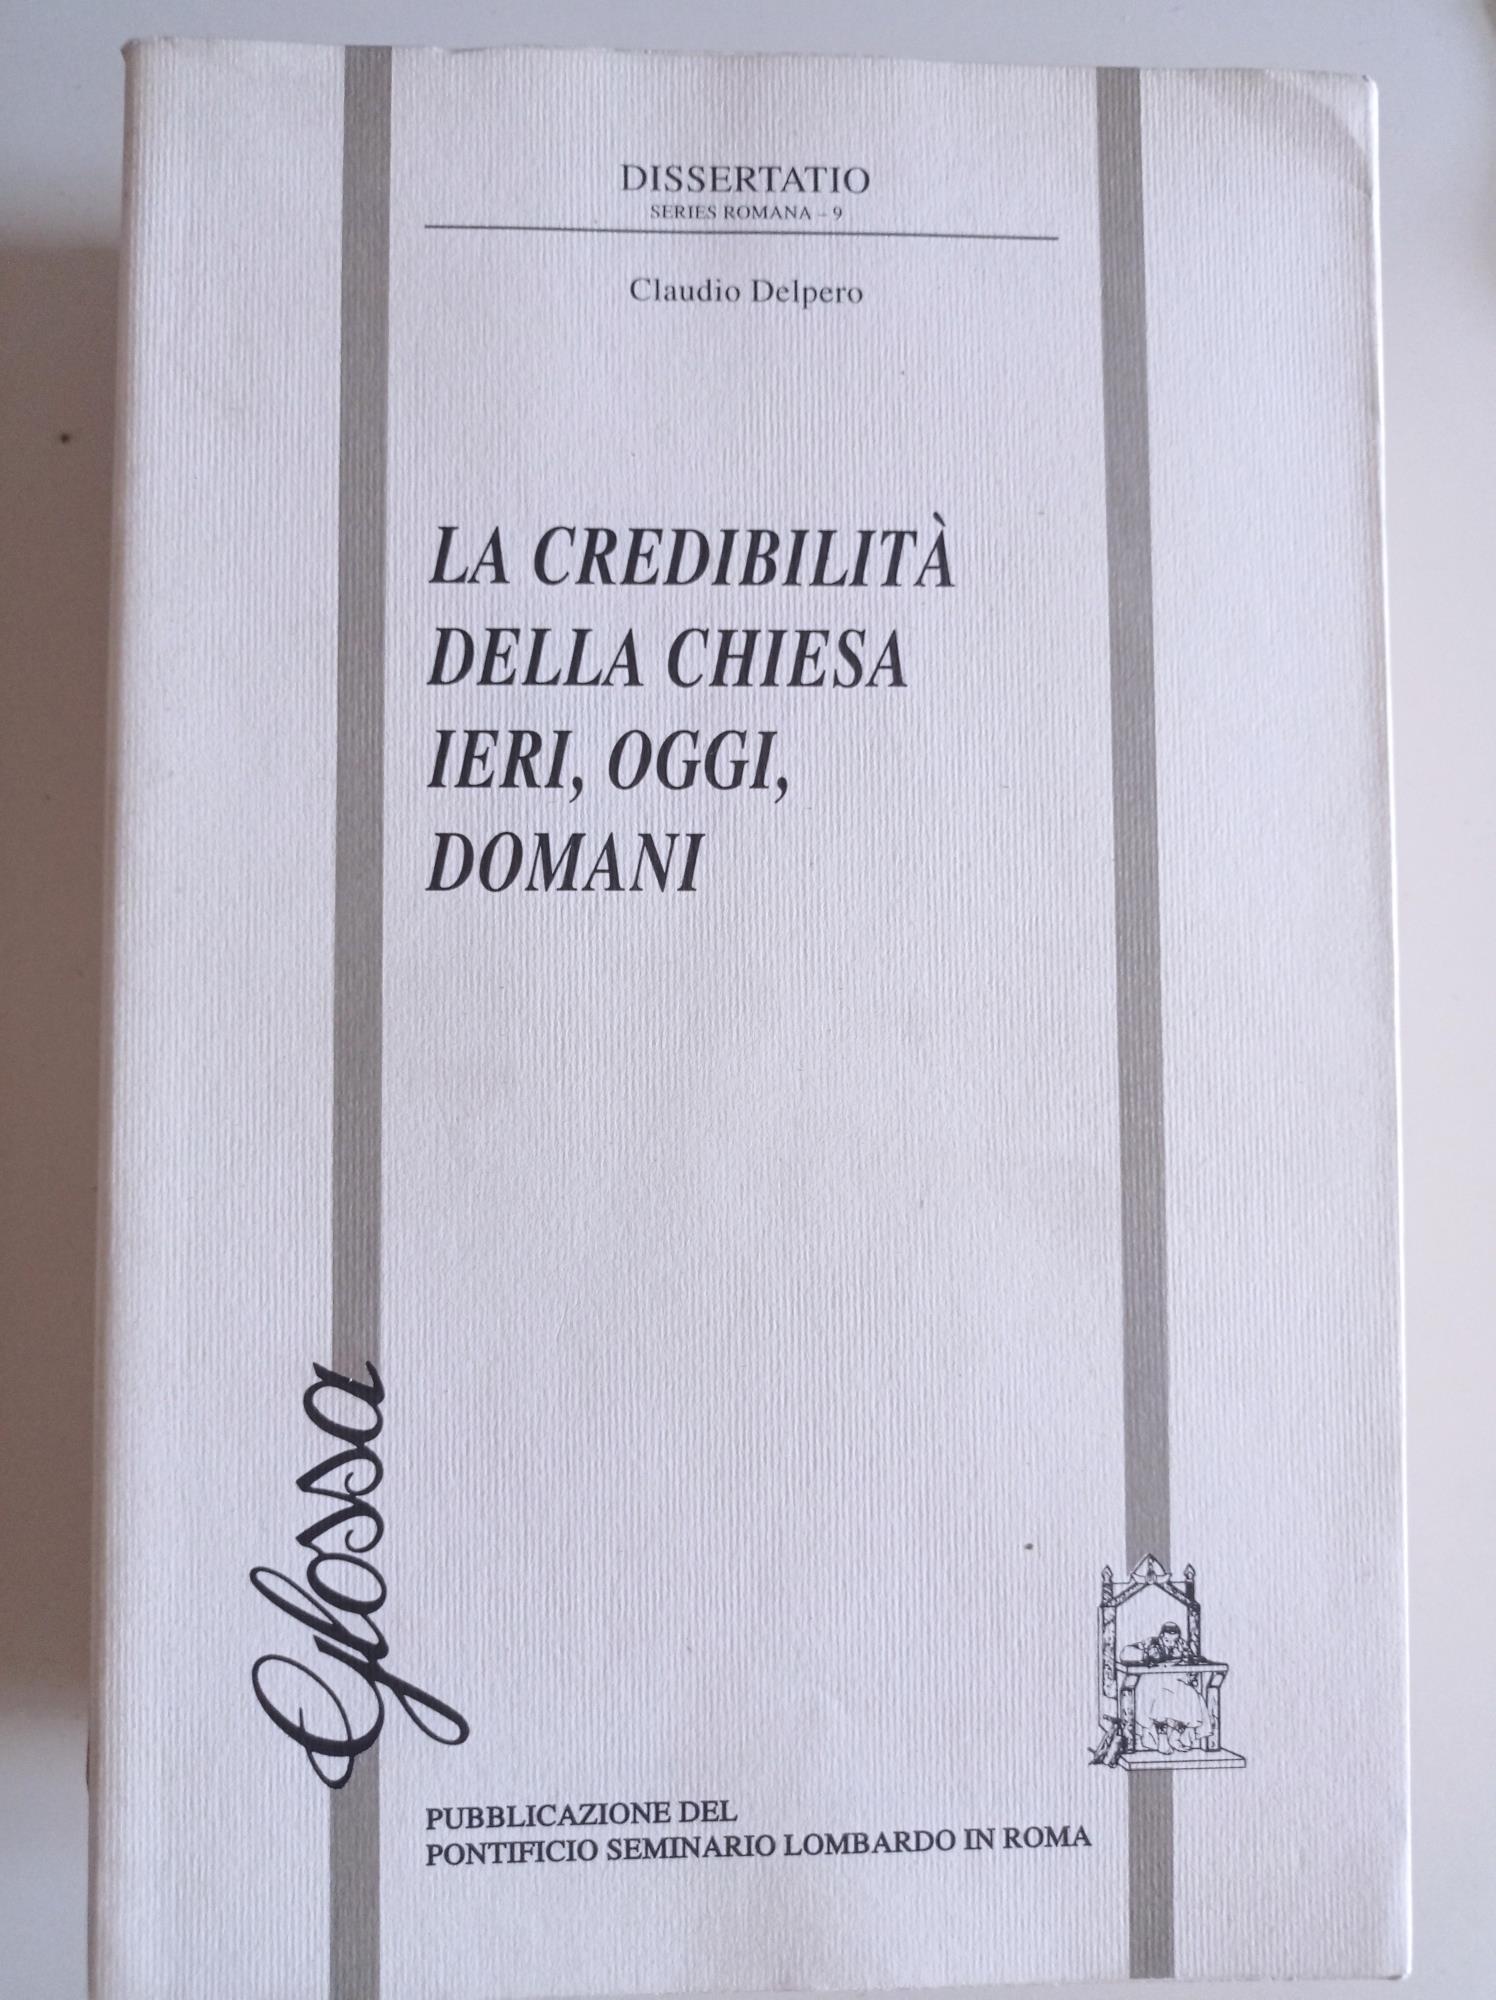 DISSERTATIO
SERIES ROMANA – 9
Claudio Delpero
LA CREDIBILITÀ
DELLA CHIESA
IERI, OGGI,
DOMANI
Glossa
PUBBLICAZIONE DEL
PONTIFICIO SEMINARIO LOMBARDO IN ROMA